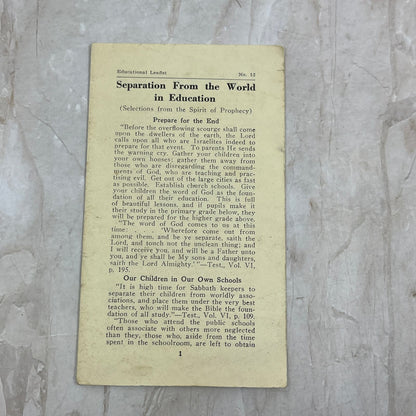 Educational Leaflet No. 13
Separation From the World
in Education
(Selections from the Spirit of Prophecy)
Prepare for the End
"Before the overflowing scourge shall come
upon the dwellers of the earth, the Lord
calls upon all who are Israelites indeed to
prepare for that event. To parents He sends
the warning cry. Gather your children into
your own houses; gather them away from
those who are disregarding the command-
ments of God, who are teaching and prac-
tising evil. Get out of the large cities as fast
as possible. Establish church schools. Give
your children the word of God as the foun-
dation of all their education. This is full
of beautiful lessons, and if pupils make it
their study in the primary grade below, they
will be prepared for the higher grade above.
"The word of God comes to us at this
time: 'Wherefore come out from
among them, and be ye separate, saith the
Lord, and touch not the unclean thing; and
I will receive you, and will be a Father unto
you, and ye shall be My sons and daughters,
saith the Lord Almighty.'"—Test., Vol. VI,
p. 195.
Our Children in Our Own Schools
"It is high time for Sabbath keepers to
separate their children from worldly asso-
ciations, and place them under the very best
teachers, who will make the Bible the foun-
dation of all study."—Test., Vol. VI, p. 109.
"Those who attend the public schools
often associate with others more neglected
than they, those who, aside from the time
spent in the schoolroom, are left to obtain
1